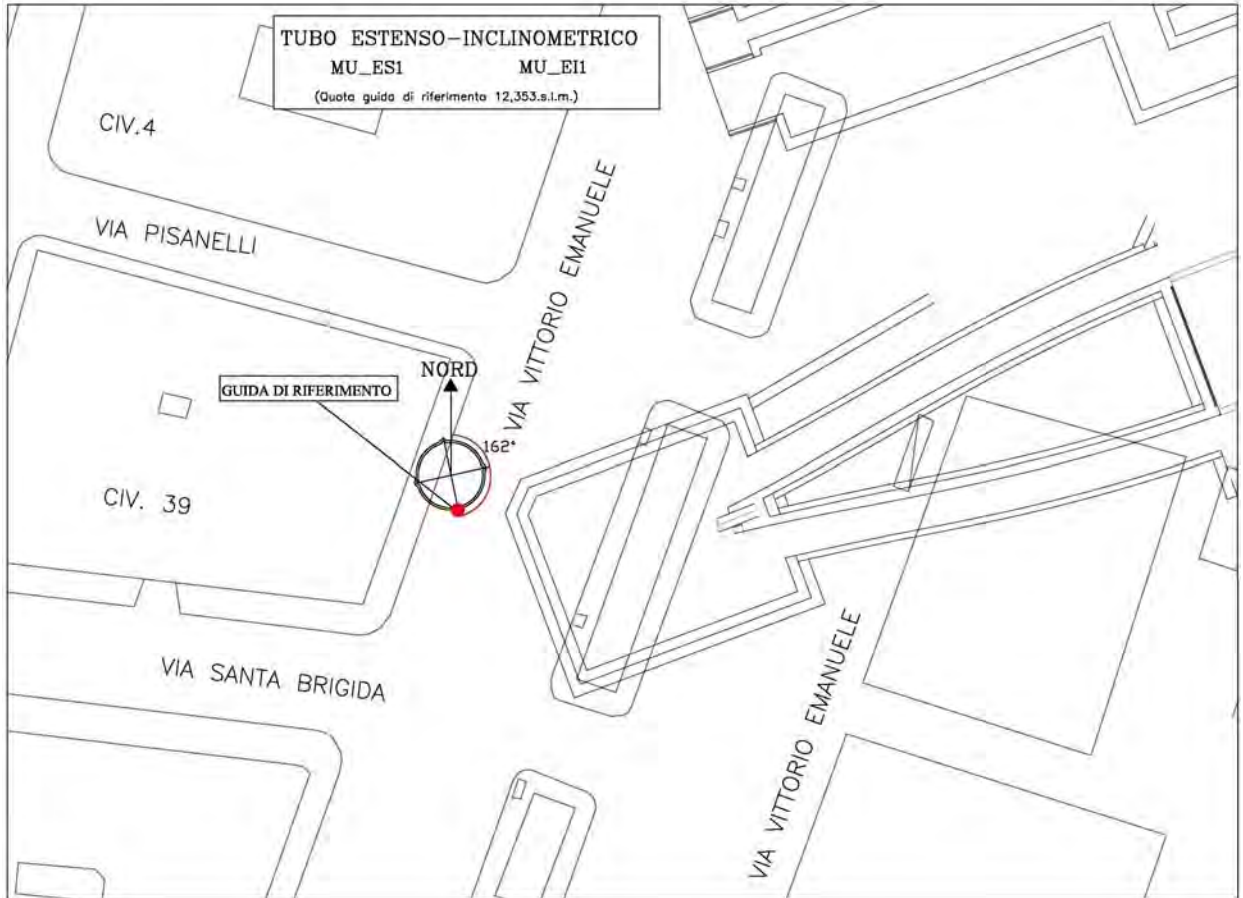 TUBO ESTENSO-INCLINOMETRICO
MU_ES1 MU_EI1
(Quota guida di riferimento 12,353.s.l.m.)
CIV.4
VIA PISANELLI
VIA VITTORIO EMANUELE
NORD
GUIDA DI RIFERIMENTO
162°
CIV. 39
VIA SANTA BRIGIDA
VIA VITTORIO EMANUELE